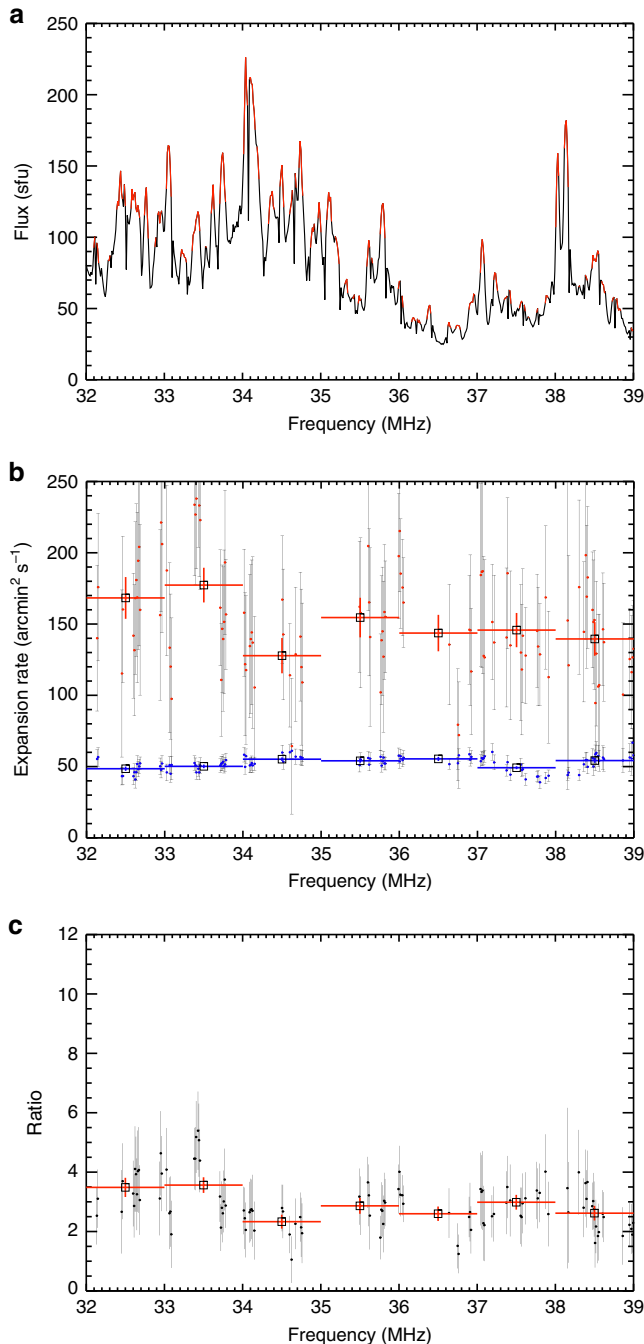 a
250
200
150
100
50
0
Flux (sfu)
32 33 34 35 36 37 38 39
Frequency (MHz)
b
250
200
150
100
50
0
Expansion rate (arcmin² s⁻¹)
32 33 34 35 36 37 38 39
Frequency (MHz)
c
12
10
8
6
4
2
0
Ratio
32 33 34 35 36 37 38 39
Frequency (MHz)